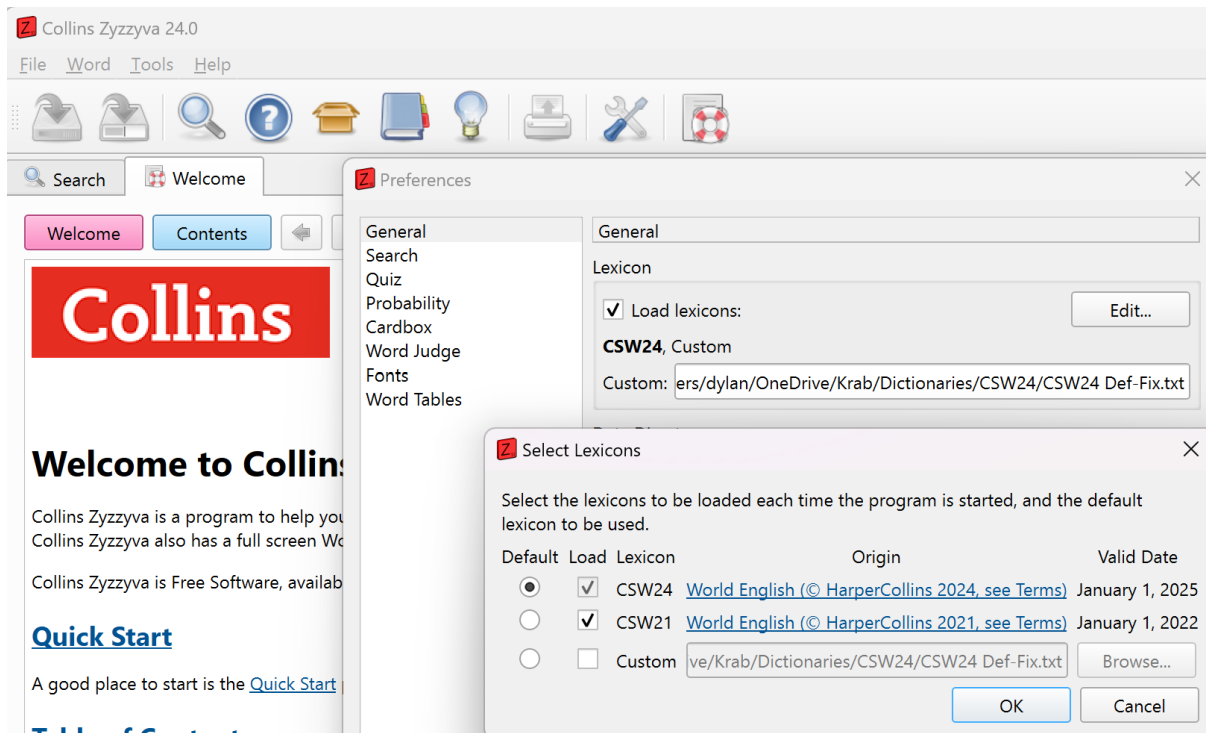 Collins Zyzzyva 24.0
File Word Tools Help
Search Welcome
Preferences
Welcome Contents
General
Search
Quiz
Probability
Cardbox
Word Judge
Fonts
Word Tables
General
Lexicon
Load lexicons: Edit...
CSW24, Custom
Custom: ers/dylan/OneDrive/Krab/Dictionaries/CSW24/CSW24 Def-Fix.txt
Collins
Welcome to Collins
Collins Zyzzyva is a program to help you
Collins Zyzzyva also has a full screen
Collins Zyzzyva is Free Software,
Quick Start
A good place to start is the Quick Start
Select Lexicons
Select the lexicons to be loaded each time the program is started, and the default
lexicon to be used.
Default Load Lexicon Origin Valid Date
CSW24 World English (© HarperCollins 2024, see Terms) January 1, 2025
CSW21 World English (© HarperCollins 2021, see Terms) January 1, 2022
Custom ve/Krab/Dictionaries/CSW24/CSW24 Def-Fix.txt Browse...
OK Cancel